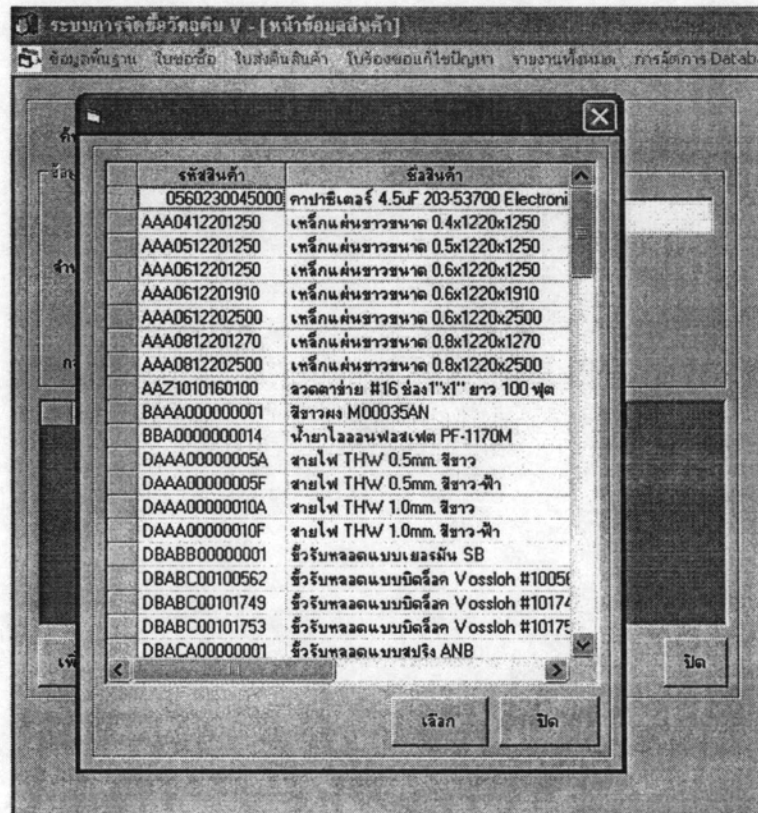 ระบบการจัดซื้อวัตถุดิบ V - [หน้าข้อมูลสินค้า]
ข้อมูลพื้นฐาน ใบขอซื้อ ใบส่งคืนสินค้า ใบร้องขอแก้ไขปัญหา รายงานทั้งหมด การจัดการ Datab
รหัสสินค้า ชื่อสินค้า
0560230045000 คาปาซิเตอร์ 4.5uF 203-53700 Electroni
AAA0412201250 เหล็กแผ่นขาวขนาด 0.4x1220x1250
AAA0512201250 เหล็กแผ่นขาวขนาด 0.5x1220x1250
AAA0612201250 เหล็กแผ่นขาวขนาด 0.6x1220x1250
AAA0612201910 เหล็กแผ่นขาวขนาด 0.6x1220x1910
AAA0612202500 เหล็กแผ่นขาวขนาด 0.6x1220x2500
AAA0812201270 เหล็กแผ่นขาวขนาด 0.8x1220x1270
AAA0812202500 เหล็กแผ่นขาวขนาด 0.8x1220x2500
AAZ1010160100 ลวดตาข่าย #16 ช่อง1"x1" ยาว 100 ฟุต
BAAA000000001 สีขาวผง M00035AN
BBA0000000014 น้ำยาไอออนฟอสเฟต PF-1170M
DAAA00000005A สายไฟ THW 0.5mm. สีขาว
DAAA00000005F สายไฟ THW 0.5mm. สีขาว-ฟ้า
DAAA00000010A สายไฟ THW 1.0mm. สีขาว
DAAA00000010F สายไฟ THW 1.0mm. สีขาว-ฟ้า
DBABB00000001 ขั้วรับหลอดแบบเยอรมัน SB
DBABC00100562 ขั้วรับหลอดแบบบิดล็อค Vossloh #10056
DBABC00101749 ขั้วรับหลอดแบบบิดล็อค Vossloh #10174
DBABC00101753 ขั้วรับหลอดแบบบิดล็อค Vossloh #10175
DBACA00000001 ขั้วรับหลอดแบบสปริง ANB
ปิด
เลือก ปิด